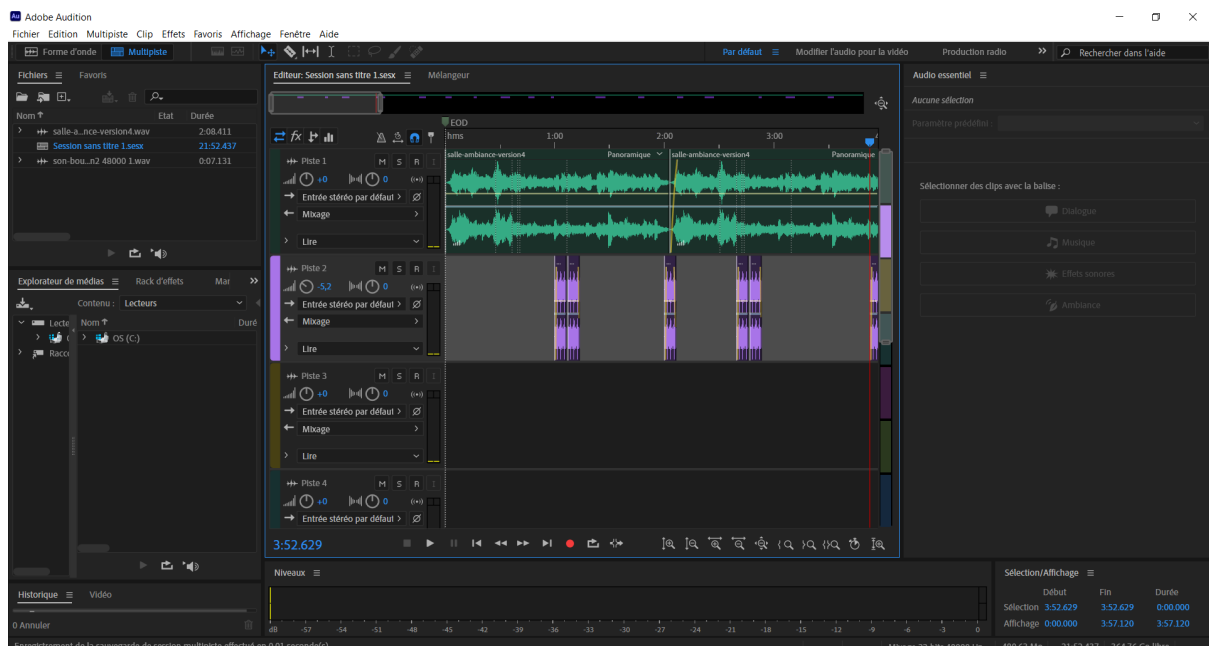 Au Adobe Audition
Fichier Edition Multipiste Clip Effets Favoris Affichage Fenêtre Aide
Forme d'onde Multipiste Par défaut Modifier l'audio pour la vidéo Production radio Rechercher dans l'aide
Fichiers Favoris
Nom Etat Durée
salle-a...nce-version4.wav 2:08.411
Session sans titre 1.sesx 21:52.437
son-bou...n2 48000 1.wav 0:07.131
Explorateur de médias Rack d'effets Mar
Contenu : Lecteurs
Lecte Nom Duré
OS (C:)
Racc
Historique Vidéo
0 Annuler
Editeur: Session sans titre 1.sesx Mélangeur
EOD
fx hms 1:00 2:00 3:00
salle-ambiance-version4 Panoramique salle-ambiance-version4 Panoramique
Piste 1 M S R I
+0 0
Entrée stéréo par défaut
Mixage
Lire
Piste 2 M S R I
-5,2 0
Entrée stéréo par défaut
Mixage
Lire
Piste 3 M S R I
+0 0
Entrée stéréo par défaut
Mixage
Lire
Piste 4 M S R I
+0 0
Entrée stéréo par défaut
3:52.629
Niveaux
dB -57 -54 -51 -48 -45 -42 -39 -36 -33 -30 -27 -24 -21 -18 -15 -12 -9 -6 -3 0
Audio essentiel
Aucune sélection
Paramètre prédéfini :
Sélectionner des clips avec la balise :
Dialogue
Musique
Effets sonores
Ambiance
Sélection/Affichage
Début Fin Durée
Sélection 3:52.629 3:52.629 0:00.000
Affichage 0:00.000 3:57.120 3:57.120